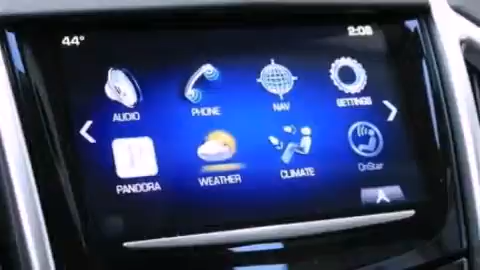 44°
2:08
AUDIO
PHONE
NAV
SETTINGS
PANDORA
WEATHER
CLIMATE
OnStar